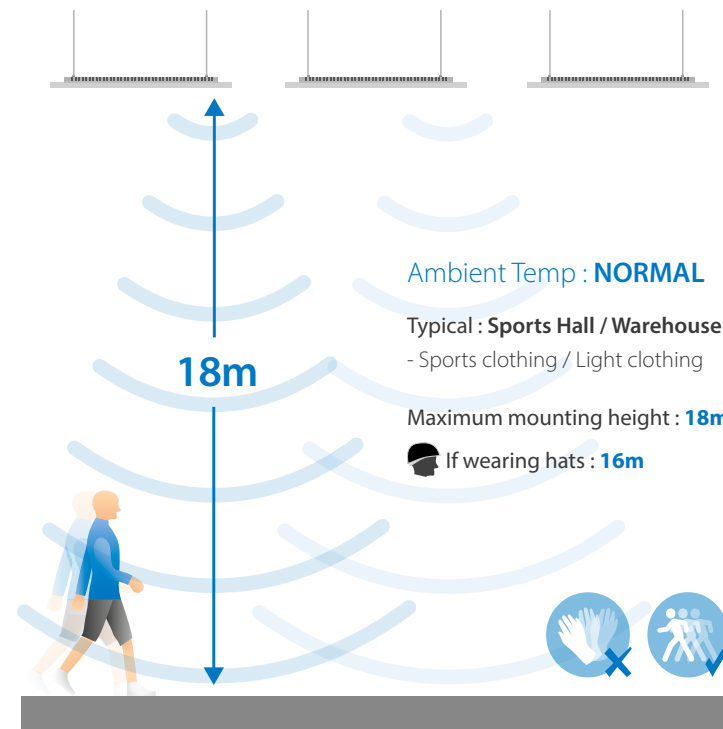 Ambient Temp : NORMAL
Typical : Sports Hall / Warehouse
- Sports clothing / Light clothing
18m
Maximum mounting height : 18m
If wearing hats : 16m